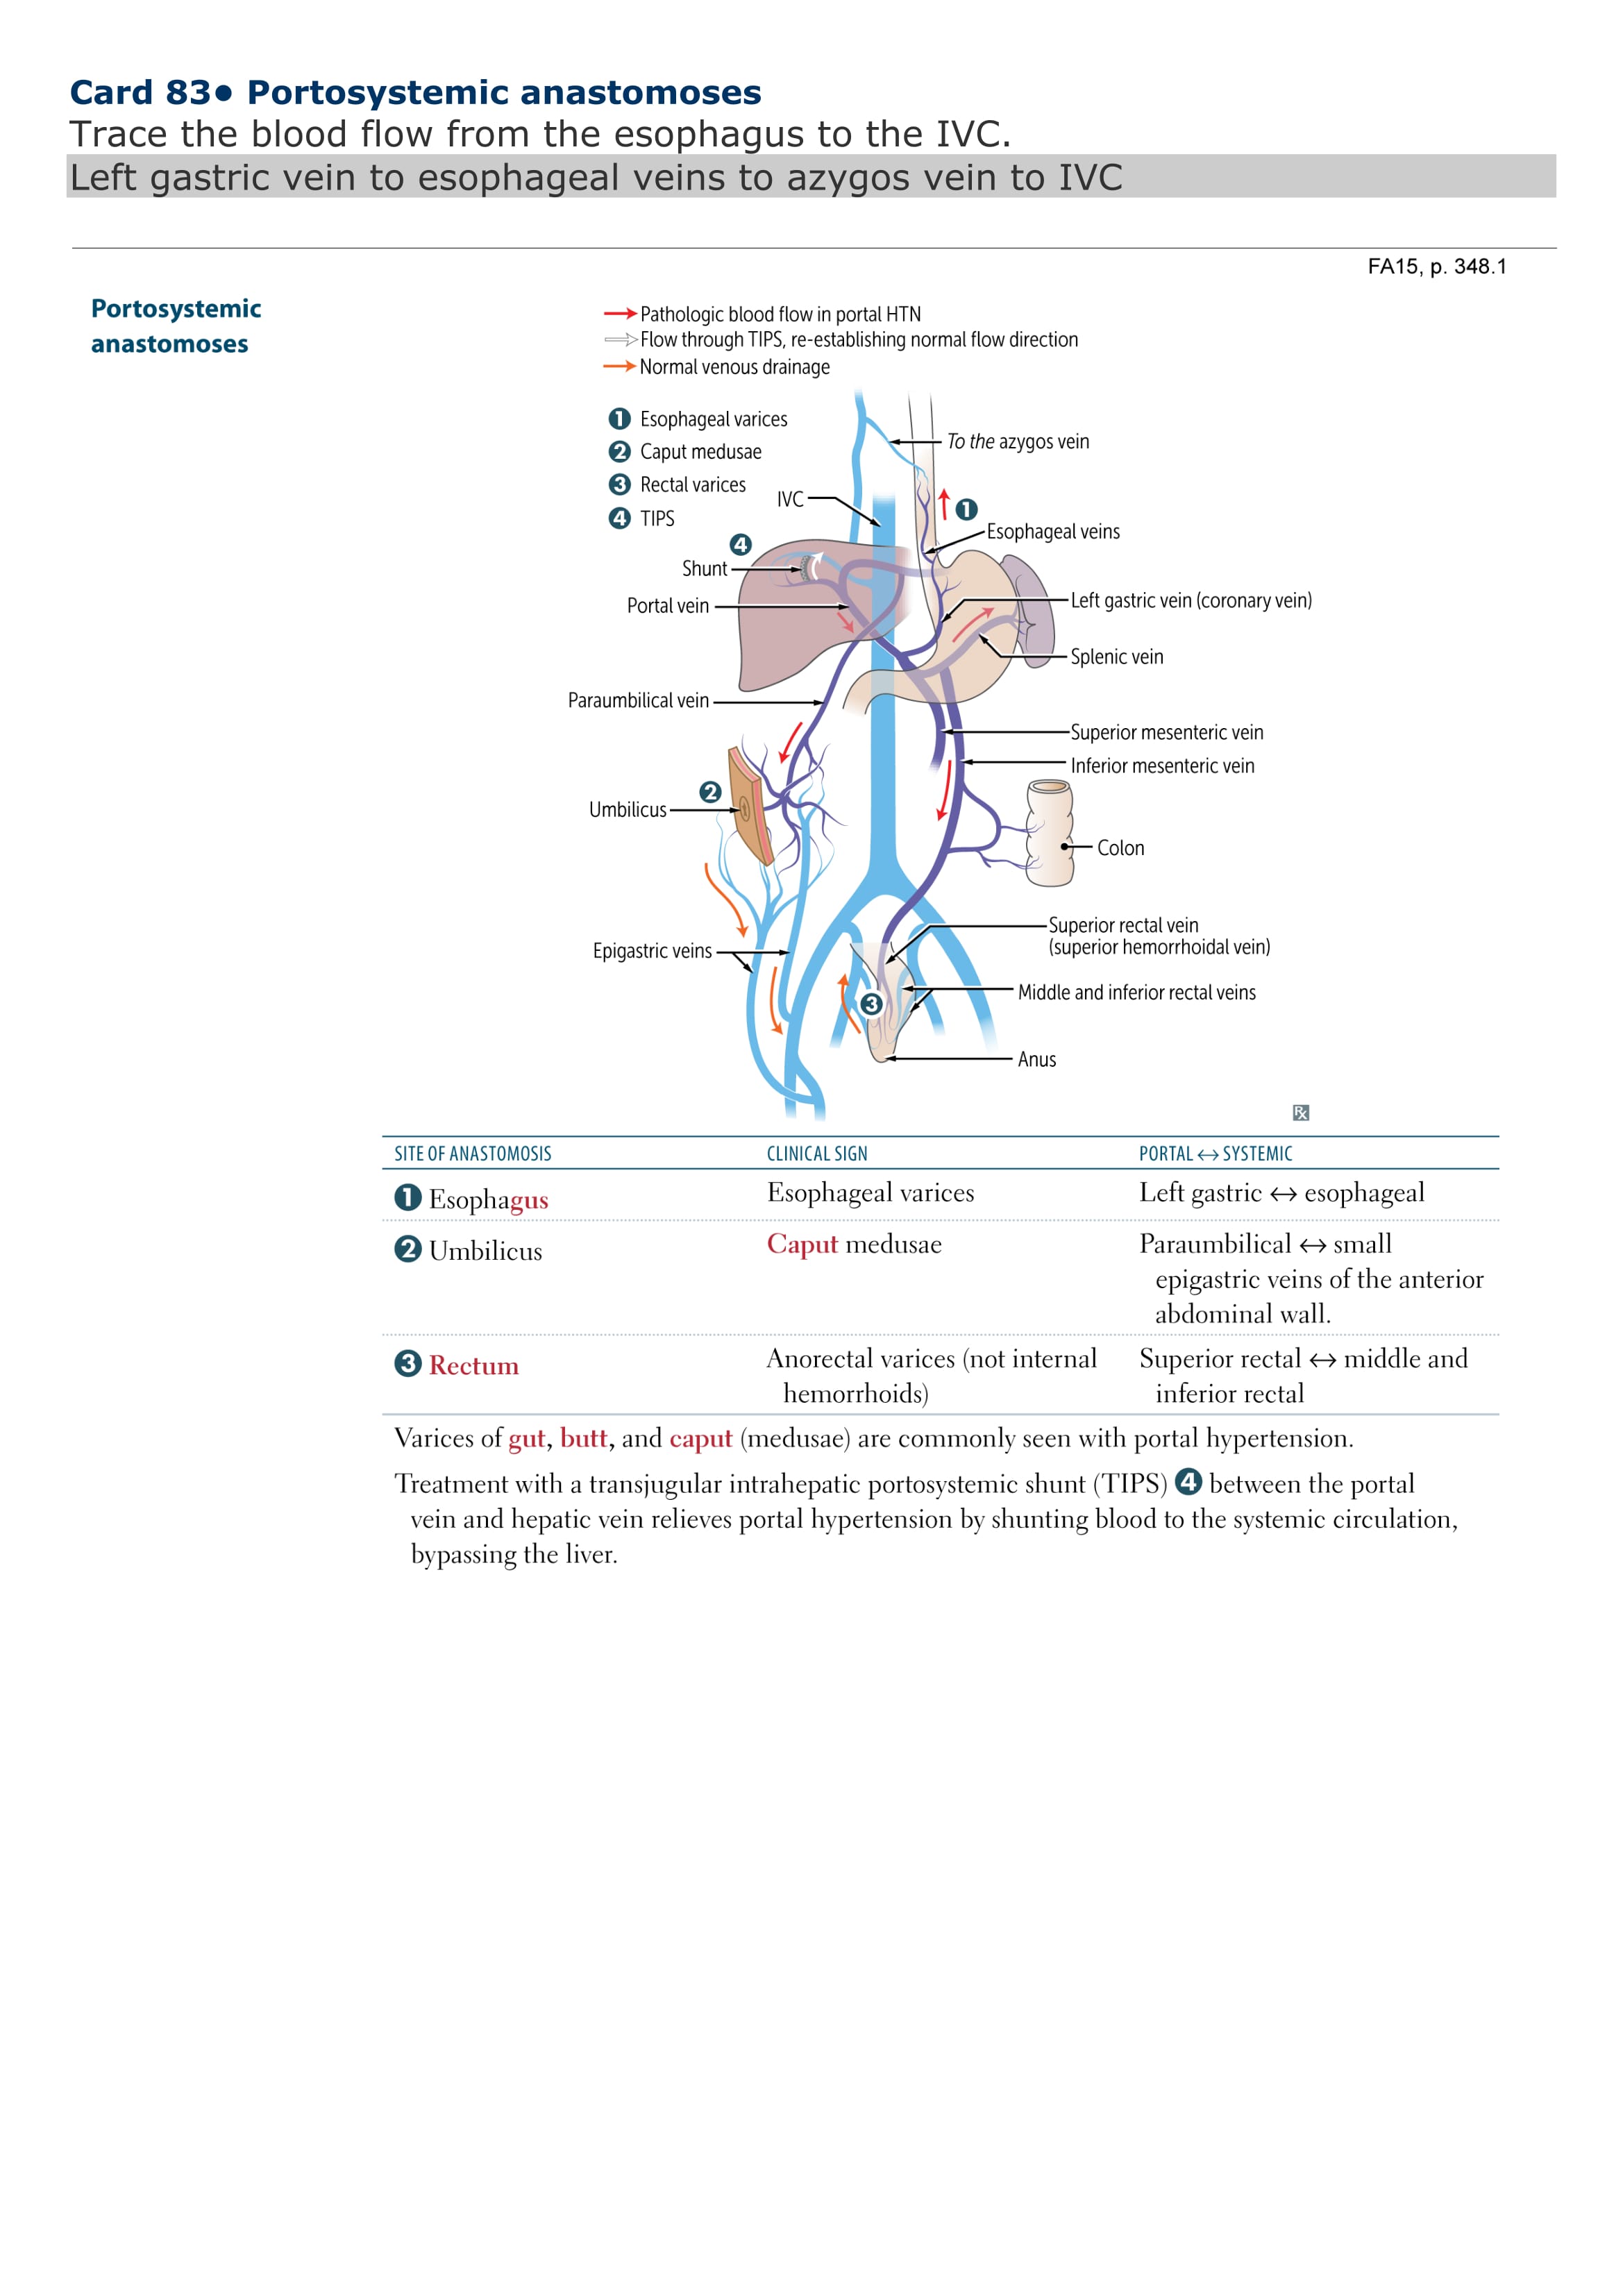 Card 83● Portosystemic anastomoses
Trace the blood flow from the esophagus to the IVC.
Left gastric vein to esophageal veins to azygos vein to IVC
FA15, p. 348.1
Portosystemic
anastomoses
Pathologic blood flow in portal HTN
Flow through TIPS, re-establishing normal flow direction
Normal venous drainage
1 Esophageal varices
2 Caput medusae
3 Rectal varices
4 TIPS
To the azygos vein
IVC
1
Esophageal veins
4
Shunt
Portal vein
Left gastric vein (coronary vein)
Splenic vein
Paraumbilical vein
Superior mesenteric vein
Inferior mesenteric vein
2
Umbilicus
Colon
Superior rectal vein
(superior hemorrhoidal vein)
Epigastric veins
Middle and inferior rectal veins
3
Anus
Rx
SITE OF ANASTOMOSIS CLINICAL SIGN PORTAL ↔ SYSTEMIC
1 Esophagus Esophageal varices Left gastric ↔ esophageal
2 Umbilicus Caput medusae Paraumbilical ↔ small
epigastric veins of the anterior
abdominal wall.
3 Rectum Anorectal varices (not internal Superior rectal ↔ middle and
hemorrhoids) inferior rectal
Varices of gut, butt, and caput (medusae) are commonly seen with portal hypertension.
Treatment with a transjugular intrahepatic portosystemic shunt (TIPS) 4 between the portal
vein and hepatic vein relieves portal hypertension by shunting blood to the systemic circulation,
bypassing the liver.